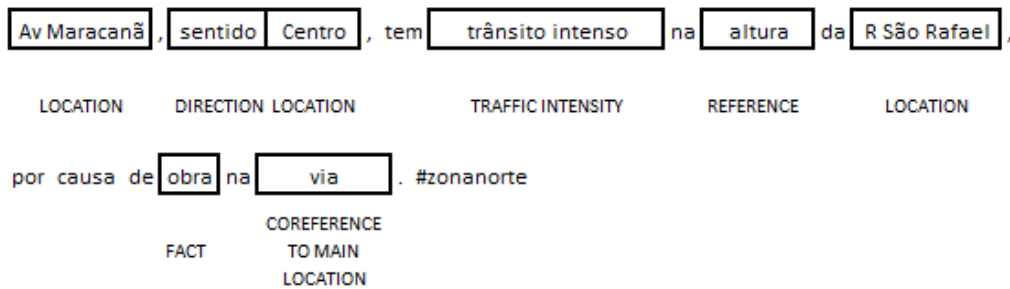 Av Maracanã , sentido Centro , tem trânsito intenso na altura da R São Rafael ,
LOCATION DIRECTION LOCATION TRAFFIC INTENSITY REFERENCE LOCATION
por causa de obra na via . #zonanorte
FACT COREFERENCE TO MAIN LOCATION